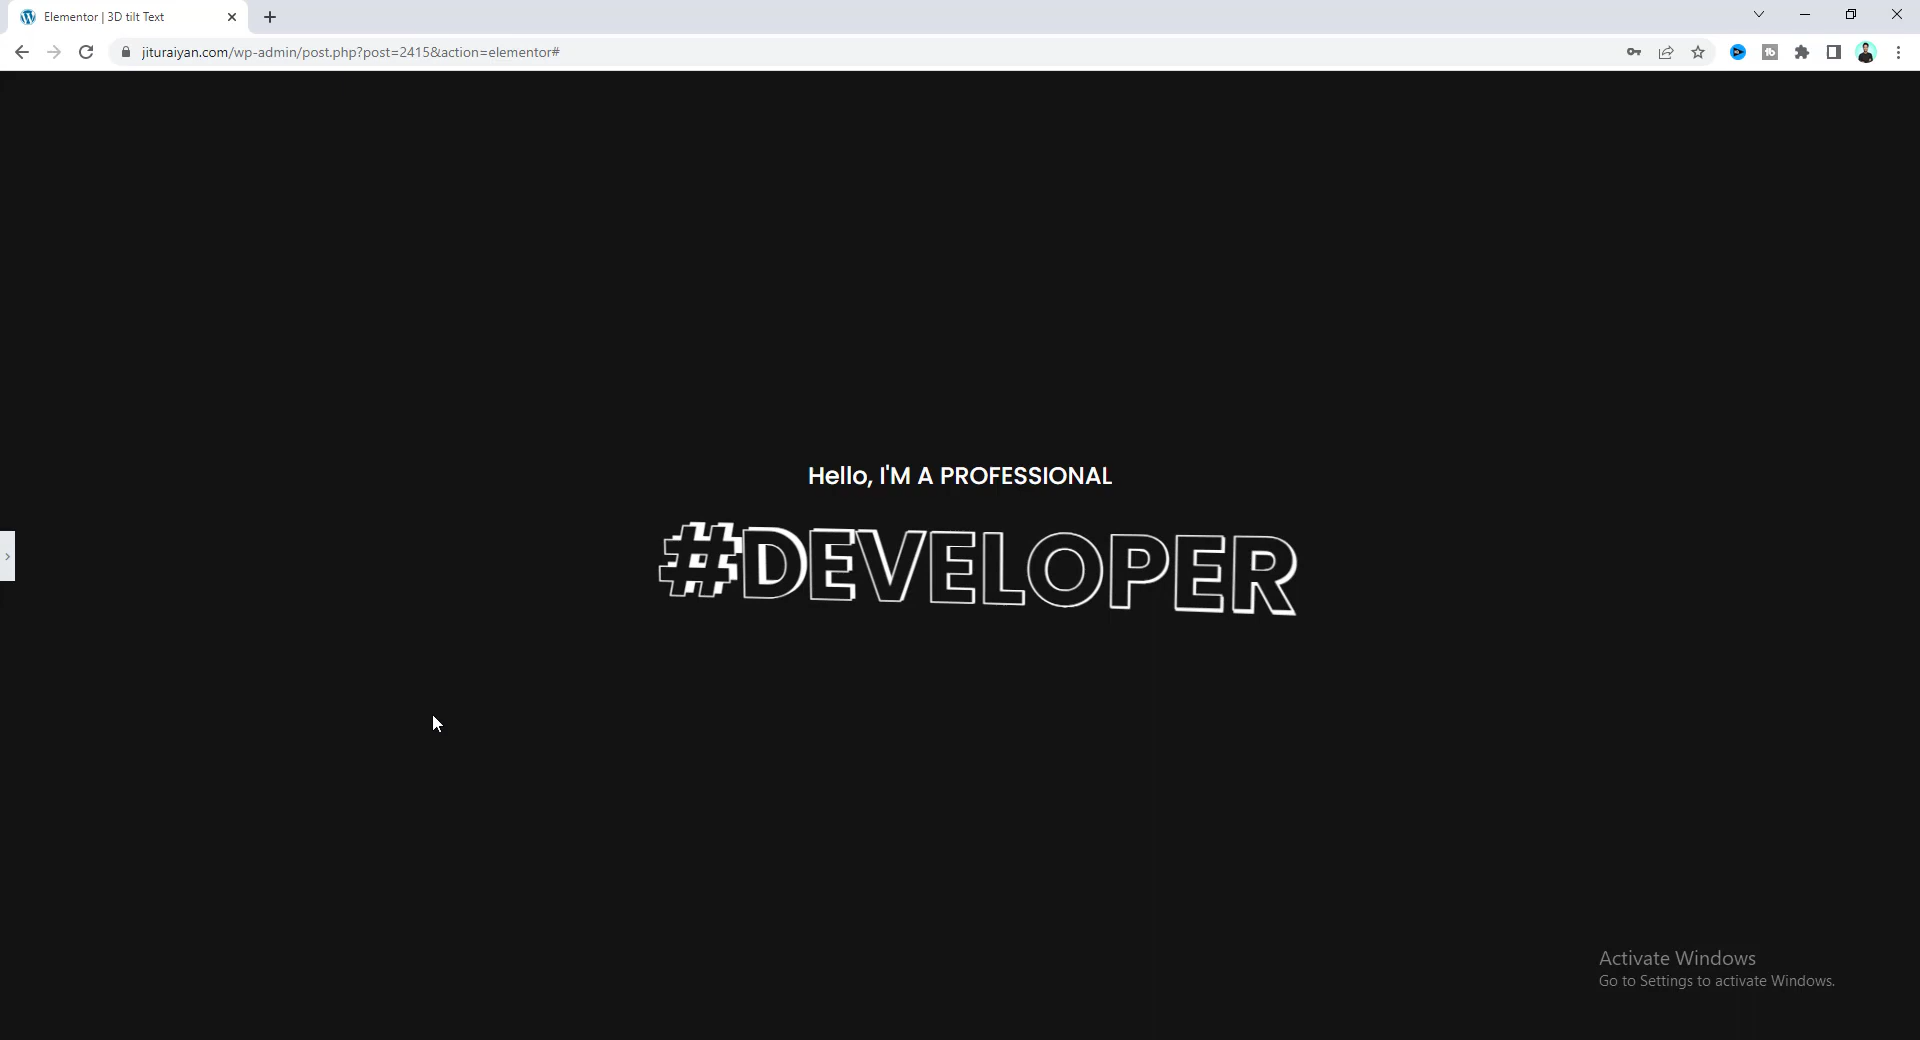 Elementor | 3D tilt Text
jituraiyan.com/wp-admin/post.php?post=2415&action=elementor#
Hello, I'M A PROFESSIONAL
#DEVELOPER
Activate Windows
Go to Settings to activate Windows.